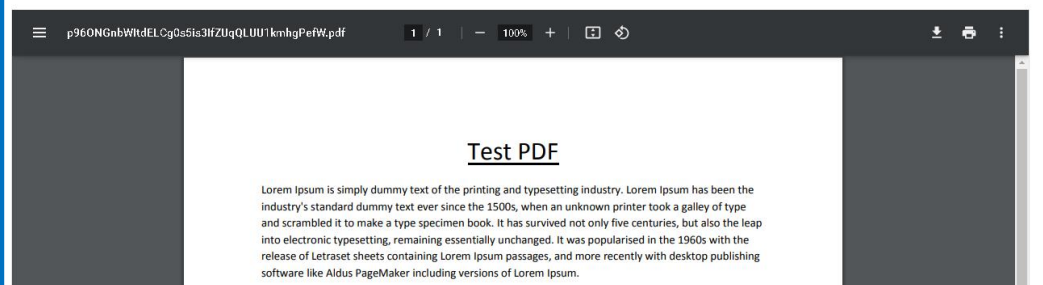 p96ONGnbWItdELCg0s5is3IfZUqQLUU1kmhgPefW.pdf 1 / 1 100%
Test PDF
Lorem Ipsum is simply dummy text of the printing and typesetting industry. Lorem Ipsum has been the
industry's standard dummy text ever since the 1500s, when an unknown printer took a galley of type
and scrambled it to make a type specimen book. It has survived not only five centuries, but also the leap
into electronic typesetting, remaining essentially unchanged. It was popularised in the 1960s with the
release of Letraset sheets containing Lorem Ipsum passages, and more recently with desktop publishing
software like Aldus PageMaker including versions of Lorem Ipsum.